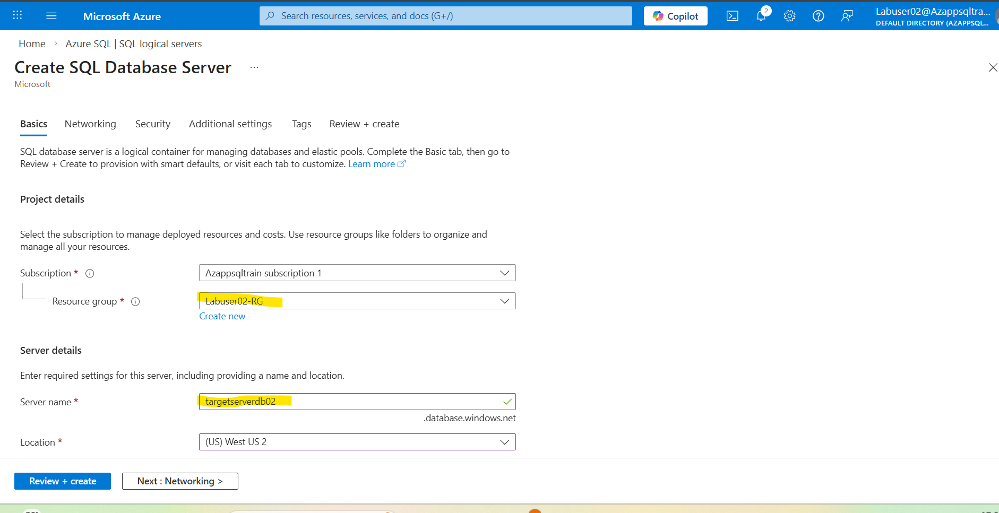 Microsoft Azure
Search resources, services, and docs (G+/)
Copilot
2
Labuser02@Azappsqltra...
DEFAULT DIRECTORY (AZAPPSQL...
Home > Azure SQL | SQL logical servers
Create SQL Database Server ...
Microsoft
Basics Networking Security Additional settings Tags Review + create
SQL database server is a logical container for managing databases and elastic pools. Complete the Basic tab, then go to
Review + Create to provision with smart defaults, or visit each tab to customize. Learn more
Project details
Select the subscription to manage deployed resources and costs. Use resource groups like folders to organize and
manage all your resources.
Subscription * Azappsqltrain subscription 1
Resource group * Labuser02-RG
Create new
Server details
Enter required settings for this server, including providing a name and location.
Server name * targetserverdb02
.database.windows.net
Location * (US) West US 2
Review + create
Next : Networking >